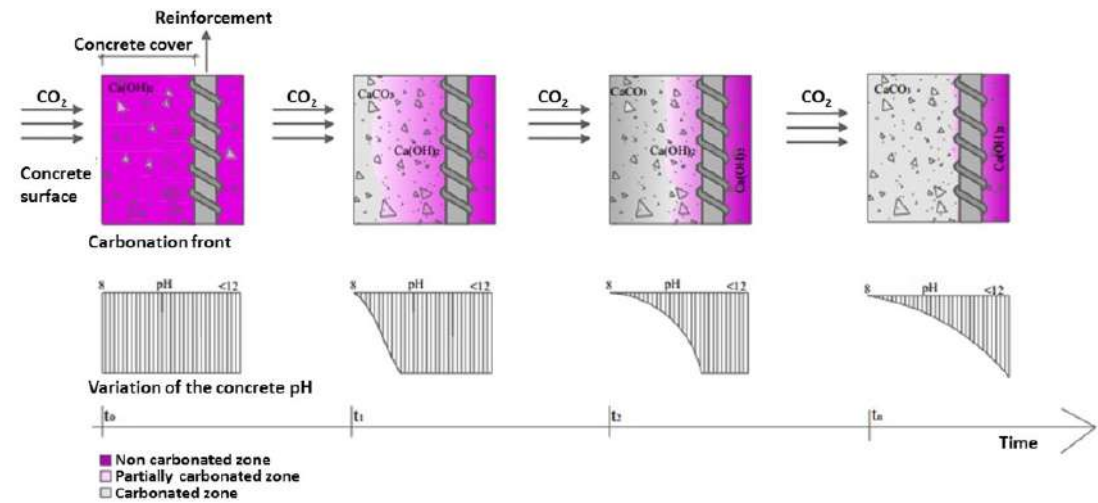 Reinforcement
Concrete cover
CO₂
CO₂
CO₂
CO₂
Ca(OH)₂
CaCO₃
Ca(OH)₂
CaCO₃
Ca(OH)₂
Ca(OH)₂
CaCO₃
Ca(OH)₂
Concrete
surface
Carbonation front
8 pH <12
8 pH <12
8 pH <12
8 pH <12
Variation of the concrete pH
t₀
t₁
t₂
tₙ
Time
Non carbonated zone
Partially carbonated zone
Carbonated zone